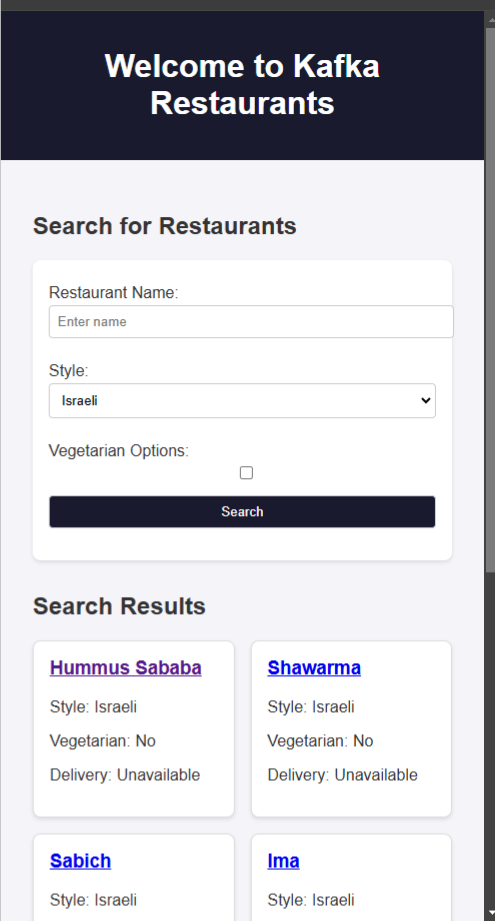 Welcome to Kafka
Restaurants
Search for Restaurants
Restaurant Name:
Enter name
Style:
Israeli
Vegetarian Options:
Search
Search Results
Hummus Sababa
Style: Israeli
Vegetarian: No
Delivery: Unavailable
Shawarma
Style: Israeli
Vegetarian: No
Delivery: Unavailable
Sabich
Style: Israeli
Ima
Style: Israeli